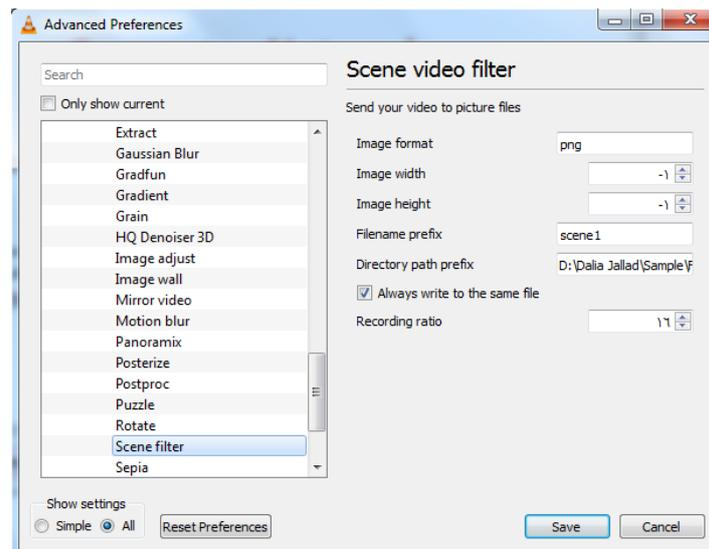 Advanced Preferences
Search
Only show current
Extract
Gaussian Blur
Gradfun
Gradient
Grain
HQ Denoiser 3D
Image adjust
Image wall
Mirror video
Motion blur
Panoramix
Posterize
Postproc
Puzzle
Rotate
Scene filter
Sepia
Show settings
Simple All
Reset Preferences
Scene video filter
Send your video to picture files
Image format png
Image width -١
Image height -١
Filename prefix scene1
Directory path prefix D:\Dalia Jallad\Sample\F
Always write to the same file
Recording ratio ١٦
Save Cancel